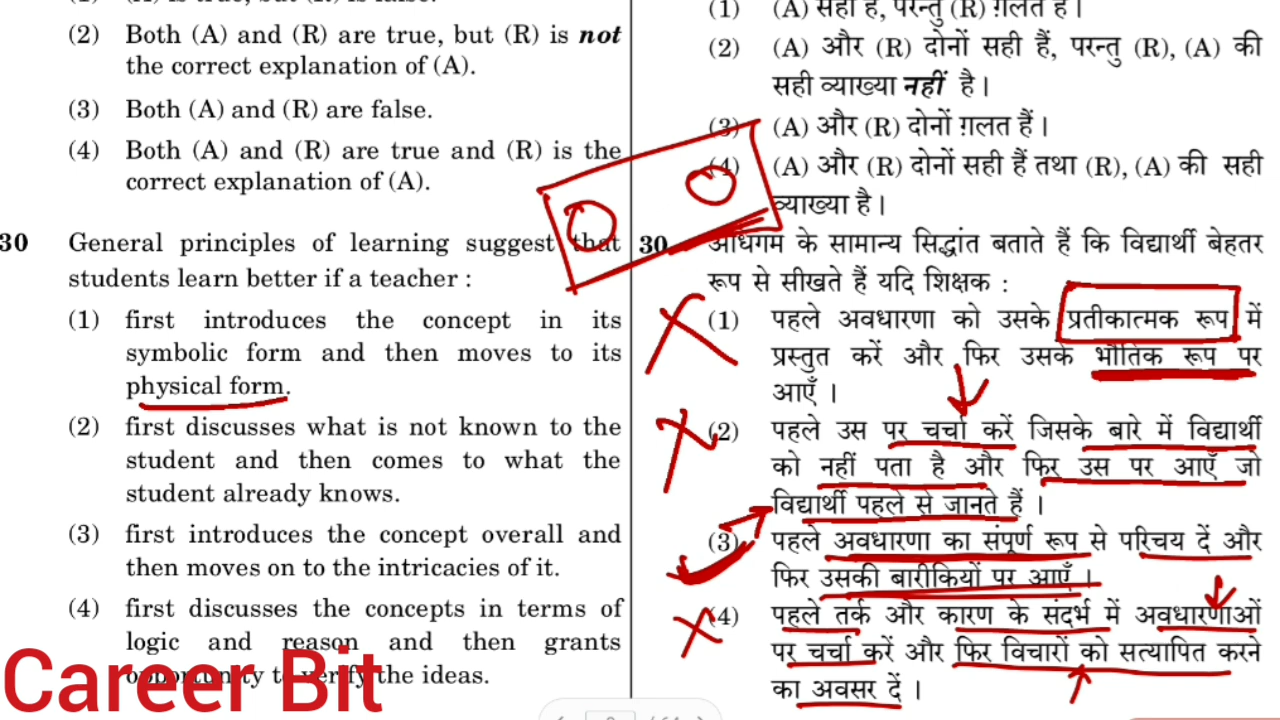 (2) Both (A) and (R) are true, but (R) is not
the correct explanation of (A).
(3) Both (A) and (R) are false.
(4) Both (A) and (R) are true and (R) is the
correct explanation of (A).
30 General principles of learning suggest that
students learn better if a teacher :
(1) first introduces the concept in its
symbolic form and then moves to its
physical form.
(2) first discusses what is not known to the
student and then comes to what the
student already knows.
(3) first introduces the concept overall and
then moves on to the intricacies of it.
(4) first discusses the concepts in terms of
logic and reason and then grants
opportunity to verify the ideas.
(1) (A) सही है, परन्तु (R) ग़लत है।
(2) (A) और (R) दोनों सही हैं, परन्तु (R), (A) की
सही व्याख्या नहीं है।
(3) (A) और (R) दोनों ग़लत हैं।
(4) (A) और (R) दोनों सही हैं तथा (R), (A) की सही
व्याख्या है।
30 अधिगम के सामान्य सिद्धांत बताते हैं कि विद्यार्थी बेहतर
रूप से सीखते हैं यदि शिक्षक :
(1) पहले अवधारणा को उसके प्रतीकात्मक रूप में
प्रस्तुत करें और फिर उसके भौतिक रूप पर
आएँ ।
(2) पहले उस पर चर्चा करें जिसके बारे में विद्यार्थी
को नहीं पता है और फिर उस पर आएँ जो
विद्यार्थी पहले से जानते हैं ।
(3) पहले अवधारणा का संपूर्ण रूप से परिचय दें और
फिर उसकी बारीकियों पर आएँ ।
(4) पहले तर्क और कारण के संदर्भ में अवधारणाओं
पर चर्चा करें और फिर विचारों को सत्यापित करने
का अवसर दें ।
Career Bit